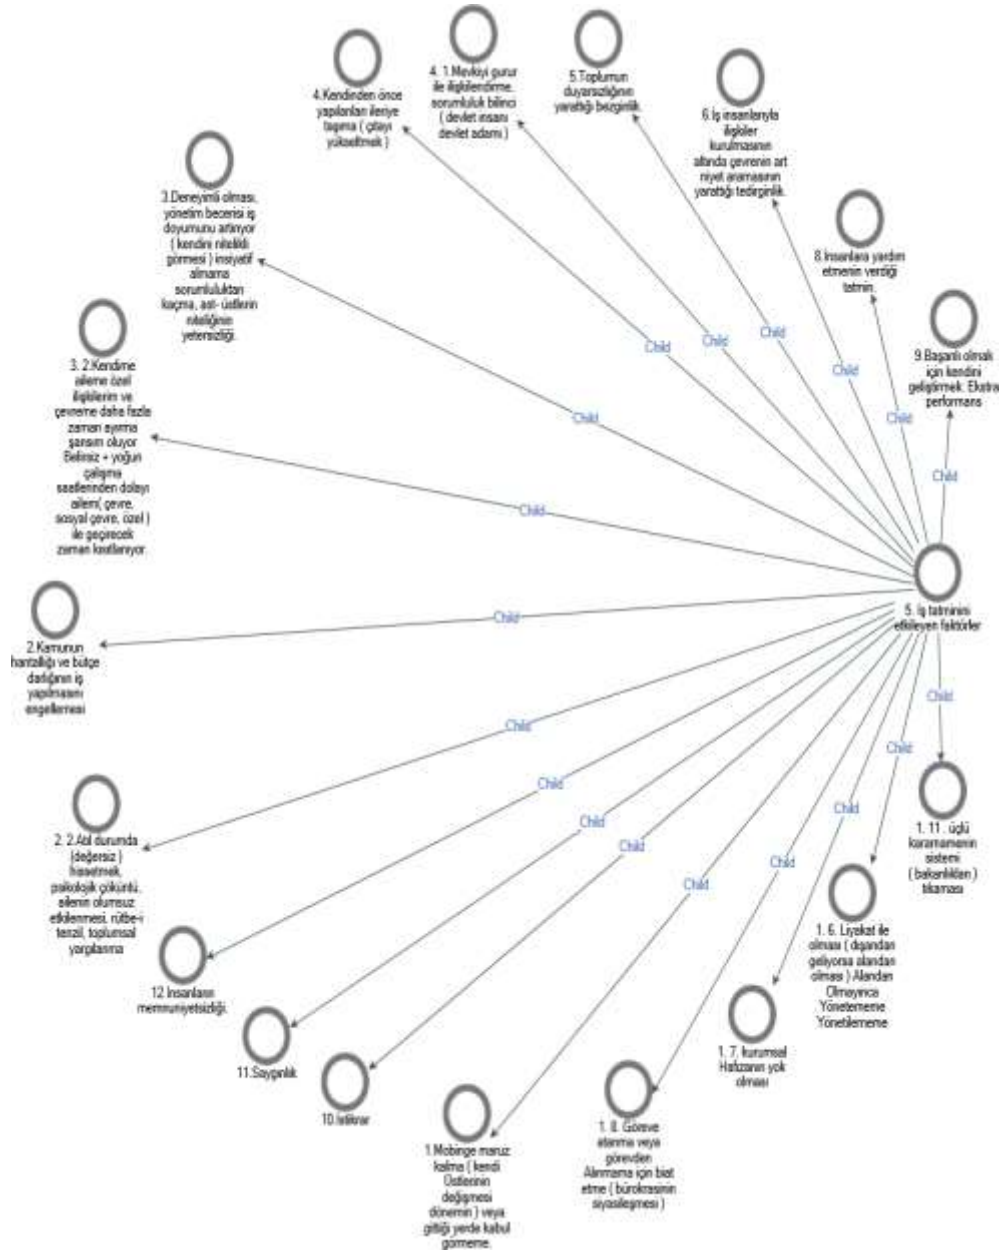 4.Kendinden önce
yapılanları ileriye
taşıma ( çıtayı
yükseltmek )
4. 1.Mevkiyi gurur
ile ilişkilendirme,
sorumluluk bilinci
( devlet insanı
devlet adamı )
5.Toplumun
duyarsızlığının
yarattığı bezginlik.
6.İş insanlarıyla
ilişkiler
kurulmasının
altında çevrenin art
niyet aramasının
yarattığı tedirginlik.
3.Deneyimli olması,
yönetim becerisi iş
doyumunu artırıyor
( kendini nitelikli
görmesi ) insiyatif
almama
sorumluluktan
kaçma, ast- üstlerin
niteliğinin
yetersizliği.
8.İnsanlara yardım
etmenin verdiği
tatmin.
9.Başarılı olmak
için kendini
geliştirmek. Ekstra
performans
3. 2.Kendime
aileme özel
ilişkilerim ve
çevreme daha fazla
zaman ayırma
şansım oluyor
Belirsiz + yoğun
çalışma
saatlerinden dolayı
ailem( çevre,
sosyal çevre, özel )
ile geçirecek
zaman kısıtlanıyor.
Child
Child
Child
Child
Child
Child
Child
Child
5. İş tatminini
etkileyen faktörler
2.Kamunun
hantallığı ve bütçe
darlığının iş
yapılmasını
engellemesi
Child
Child
Child
Child
Child
Child
Child
Child
Child
Child
2. 2.Atıl durumda
(değersiz )
hissetmek,
psikolojik çöküntü,
ailenin olumsuz
etkilenmesi, rütbe-i
tenzil, toplumsal
yargılanma
1. 11 . üçlü
kararnamenin
sistemi
( bakanlıktan )
tıkaması
1. 6. Liyakat ile
olması ( dışarıdan
geliyorsa alandan
olması ) Alandan
Olmayınca
Yönetememe
Yönetilememe
12.İnsanların
memnuniyetsizliği.
11.Saygınlık
10.İstikrar
1. 7. kurumsal
Hafızanın yok
olması
1.Mobinge maruz
kalma ( kendi
Üstlerinin
değişmesi
dönemin ) veya
gittiği yerde kabul
görmeme.
1. 8. Göreve
atanma veya
görevden
Alınmama için biat
etme ( bürokrasinin
siyasileşmesi )